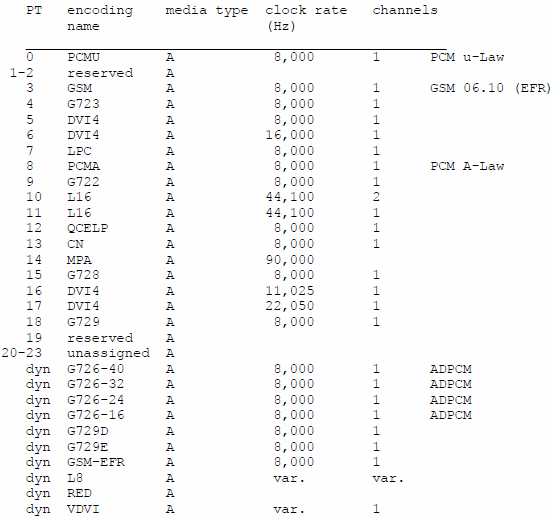 PT encoding media type clock rate channels
name (Hz)
0 PCMU A 8,000 1 PCM u-Law
1-2 reserved A
3 GSM A 8,000 1 GSM 06.10 (EFR)
4 G723 A 8,000 1
5 DVI4 A 8,000 1
6 DVI4 A 16,000 1
7 LPC A 8,000 1
8 PCMA A 8,000 1 PCM A-Law
9 G722 A 8,000 1
10 L16 A 44,100 2
11 L16 A 44,100 1
12 QCELP A 8,000 1
13 CN A 8,000 1
14 MPA A 90,000
15 G728 A 8,000 1
16 DVI4 A 11,025 1
17 DVI4 A 22,050 1
18 G729 A 8,000 1
19 reserved A
20-23 unassigned A
dyn G726-40 A 8,000 1 ADPCM
dyn G726-32 A 8,000 1 ADPCM
dyn G726-24 A 8,000 1 ADPCM
dyn G726-16 A 8,000 1 ADPCM
dyn G729D A 8,000 1
dyn G729E A 8,000 1
dyn GSM-EFR A 8,000 1
dyn L8 A var. var.
dyn RED A
dyn VDVI A var. 1